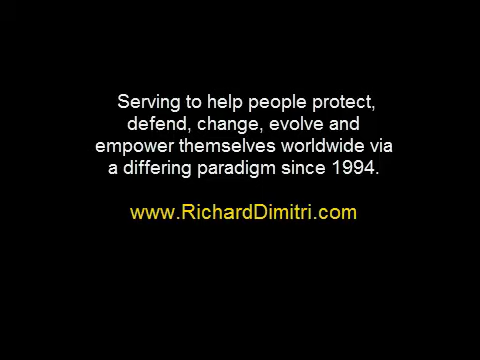 Serving to help people protect,
defend, change, evolve and
empower themselves worldwide via
a differing paradigm since 1994.
www.RichardDimitri.com